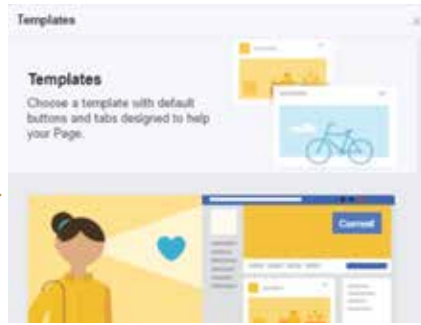 Templates
Templates
Choose a template with default
buttons and tabs designed to help
your Page.
Current